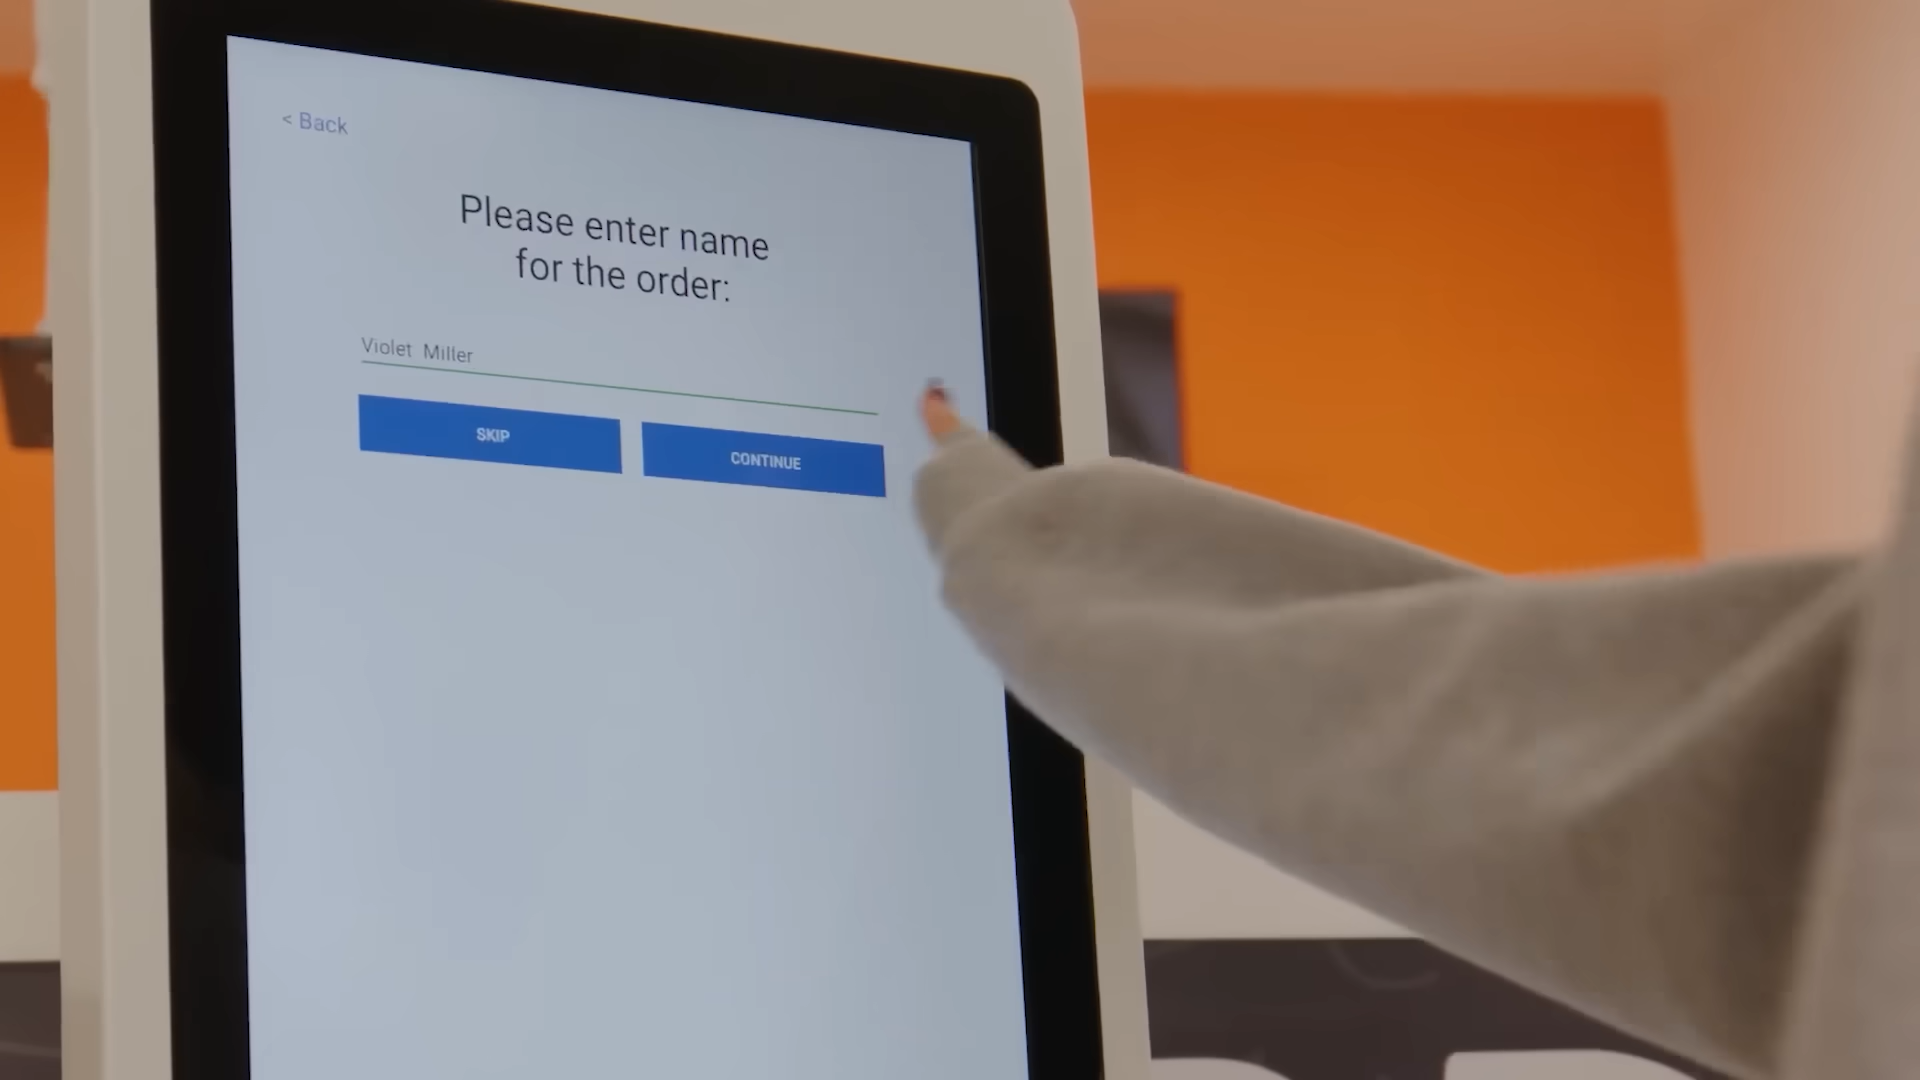 < Back
Please enter name
for the order:
Violet Miller
SKIP
CONTINUE